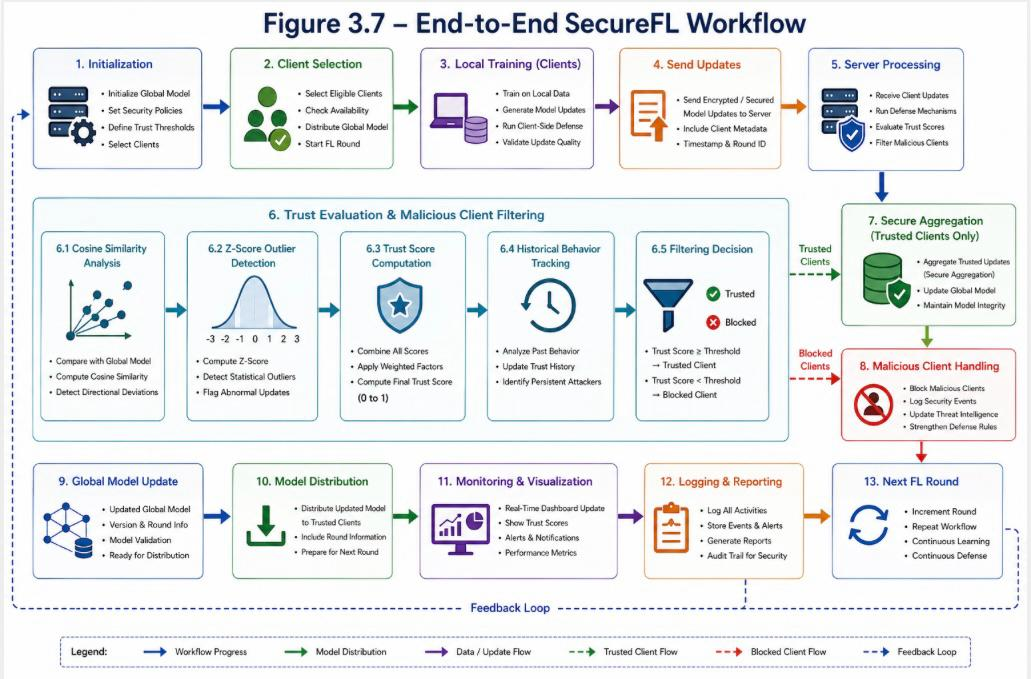 Figure 3.7 – End-to-End SecureFL Workflow
1. Initialization
• Initialize Global Model
• Set Security Policies
• Define Trust Thresholds
• Select Clients
2. Client Selection
• Select Eligible Clients
• Check Availability
• Distribute Global Model
• Start FL Round
3. Local Training (Clients)
• Train on Local Data
• Generate Model Updates
• Run Client-Side Defense
• Validate Update Quality
4. Send Updates
• Send Encrypted / Secured
Model Updates to Server
• Include Client Metadata
• Timestamp & Round ID
5. Server Processing
• Receive Client Updates
• Run Defense Mechanisms
• Evaluate Trust Scores
• Filter Malicious Clients
6. Trust Evaluation & Malicious Client Filtering
6.1 Cosine Similarity
Analysis
• Compare with Global Model
• Compute Cosine Similarity
• Detect Directional Deviations
6.2 Z-Score Outlier
Detection
-3 -2 -1 0 1 2 3
• Compute Z-Score
• Detect Statistical Outliers
• Flag Abnormal Updates
6.3 Trust Score
Computation
• Combine All Scores
• Apply Weighted Factors
• Compute Final Trust Score
(0 to 1)
6.4 Historical Behavior
Tracking
• Analyze Past Behavior
• Update Trust History
• Identify Persistent Attackers
6.5 Filtering Decision
Trusted
Blocked
• Trust Score ≥ Threshold
→ Trusted Client
• Trust Score < Threshold
→ Blocked Client
Trusted
Clients
Blocked
Clients
7. Secure Aggregation
(Trusted Clients Only)
• Aggregate Trusted Updates
(Secure Aggregation)
• Update Global Model
• Maintain Model Integrity
8. Malicious Client Handling
• Block Malicious Clients
• Log Security Events
• Update Threat Intelligence
• Strengthen Defense Rules
9. Global Model Update
• Updated Global Model
• Version & Round Info
• Model Validation
• Ready for Distribution
10. Model Distribution
• Distribute Updated Model
to Trusted Clients
• Include Round Information
• Prepare for Next Round
11. Monitoring & Visualization
• Real-Time Dashboard Update
• Show Trust Scores
• Alerts & Notifications
• Performance Metrics
12. Logging & Reporting
• Log All Activities
• Store Events & Alerts
• Generate Reports
• Audit Trail for Security
13. Next FL Round
• Increment Round
• Repeat Workflow
• Continuous Learning
• Continuous Defense
Feedback Loop
Legend:
Workflow Progress
Model Distribution
Data / Update Flow
Trusted Client Flow
Blocked Client Flow
Feedback Loop